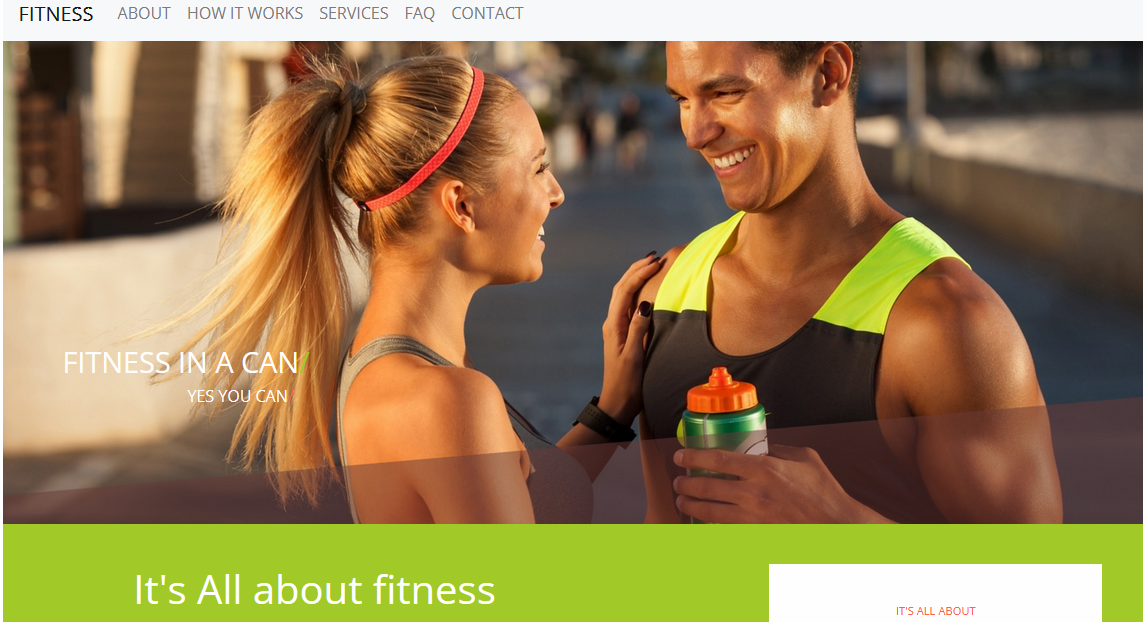 FITNESS ABOUT HOW IT WORKS SERVICES FAQ CONTACT
FITNESS IN A CAN/
YES YOU CAN
It's All about fitness
IT'S ALL ABOUT